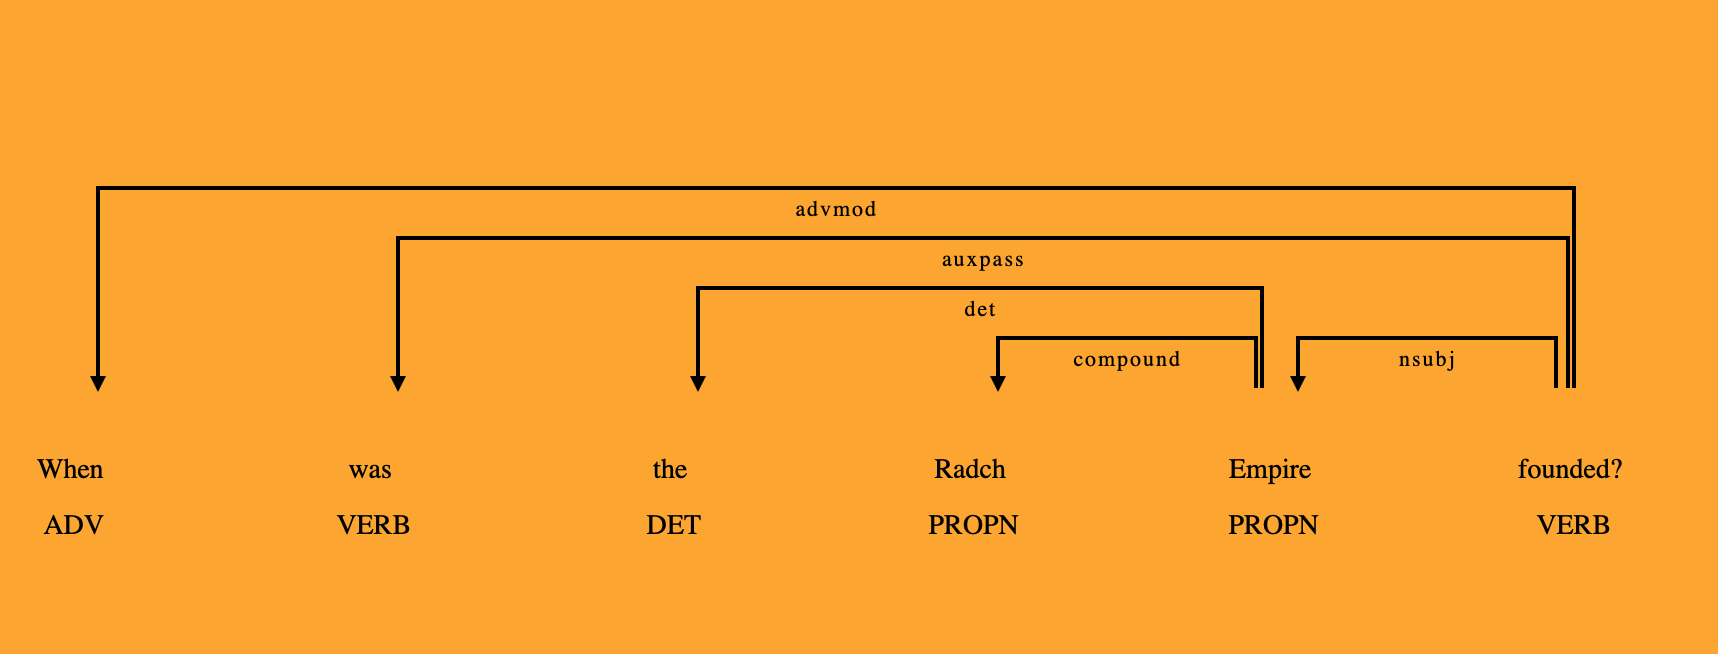 advmod
auxpass
det
compound nsubj
When was the Radch Empire founded?
ADV VERB DET PROPN PROPN VERB